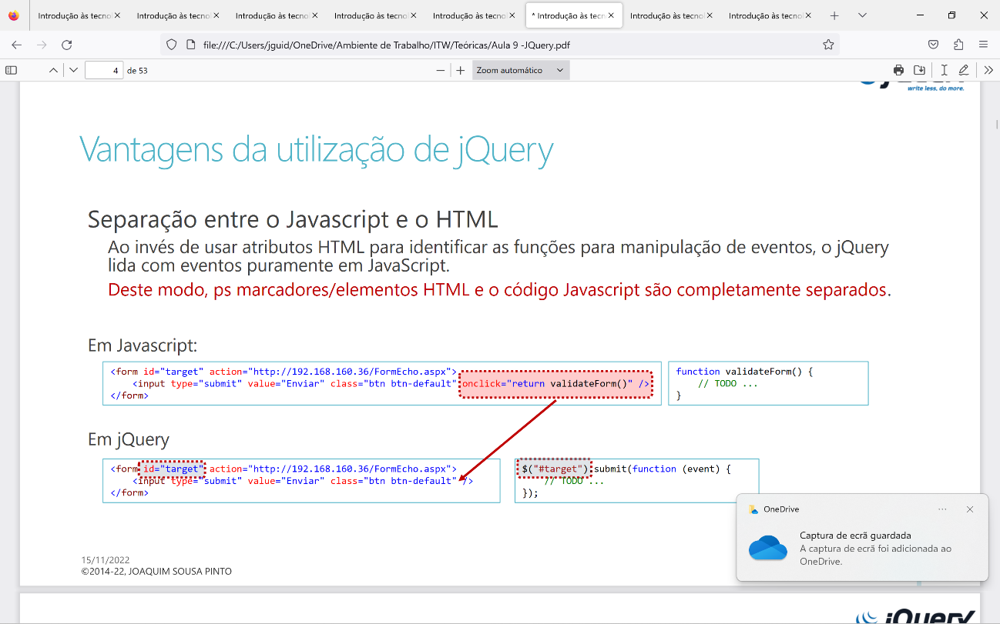 Introdução às tecnol
Introdução às tecnol
Introdução às tecnol
Introdução às tecnol
Introdução às tecnol
* Introdução às tecn
Introdução às tecnol
Introdução às tecnol
file:///C:/Users/jguid/OneDrive/Ambiente de Trabalho/ITW/Teóricas/Aula 9 -JQuery.pdf
4 de 53
Zoom automático
write less, do more.
Vantagens da utilização de jQuery
Separação entre o Javascript e o HTML
Ao invés de usar atributos HTML para identificar as funções para manipulação de eventos, o jQuery
lida com eventos puramente em JavaScript.
Deste modo, ps marcadores/elementos HTML e o código Javascript são completamente separados.
Em Javascript:
<form id="target" action="http://192.168.160.36/FormEcho.aspx">
<input type="submit" value="Enviar" class="btn btn-default" onclick="return validateForm()" />
</form>
function validateForm() {
// TODO ...
}
Em jQuery
<form id="target" action="http://192.168.160.36/FormEcho.aspx">
<input type="submit" value="Enviar" class="btn btn-default" />
</form>
$("#target").submit(function (event) {
// TODO ...
});
OneDrive
Captura de ecrã guardada
A captura de ecrã foi adicionada ao
OneDrive.
15/11/2022
©2014-22, JOAQUIM SOUSA PINTO
jQuery